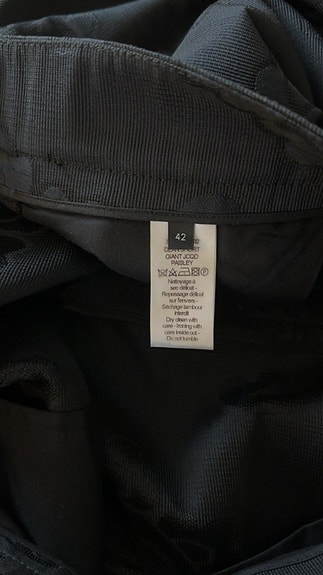 42
GIANT JCQD
PAISLEY
Nettoyage à
sec délicat -
Repassage délicat
sur l'envers -
Séchage tambour
interdit
Dry clean with
care - Ironing with
care inside out -
Do not tumble